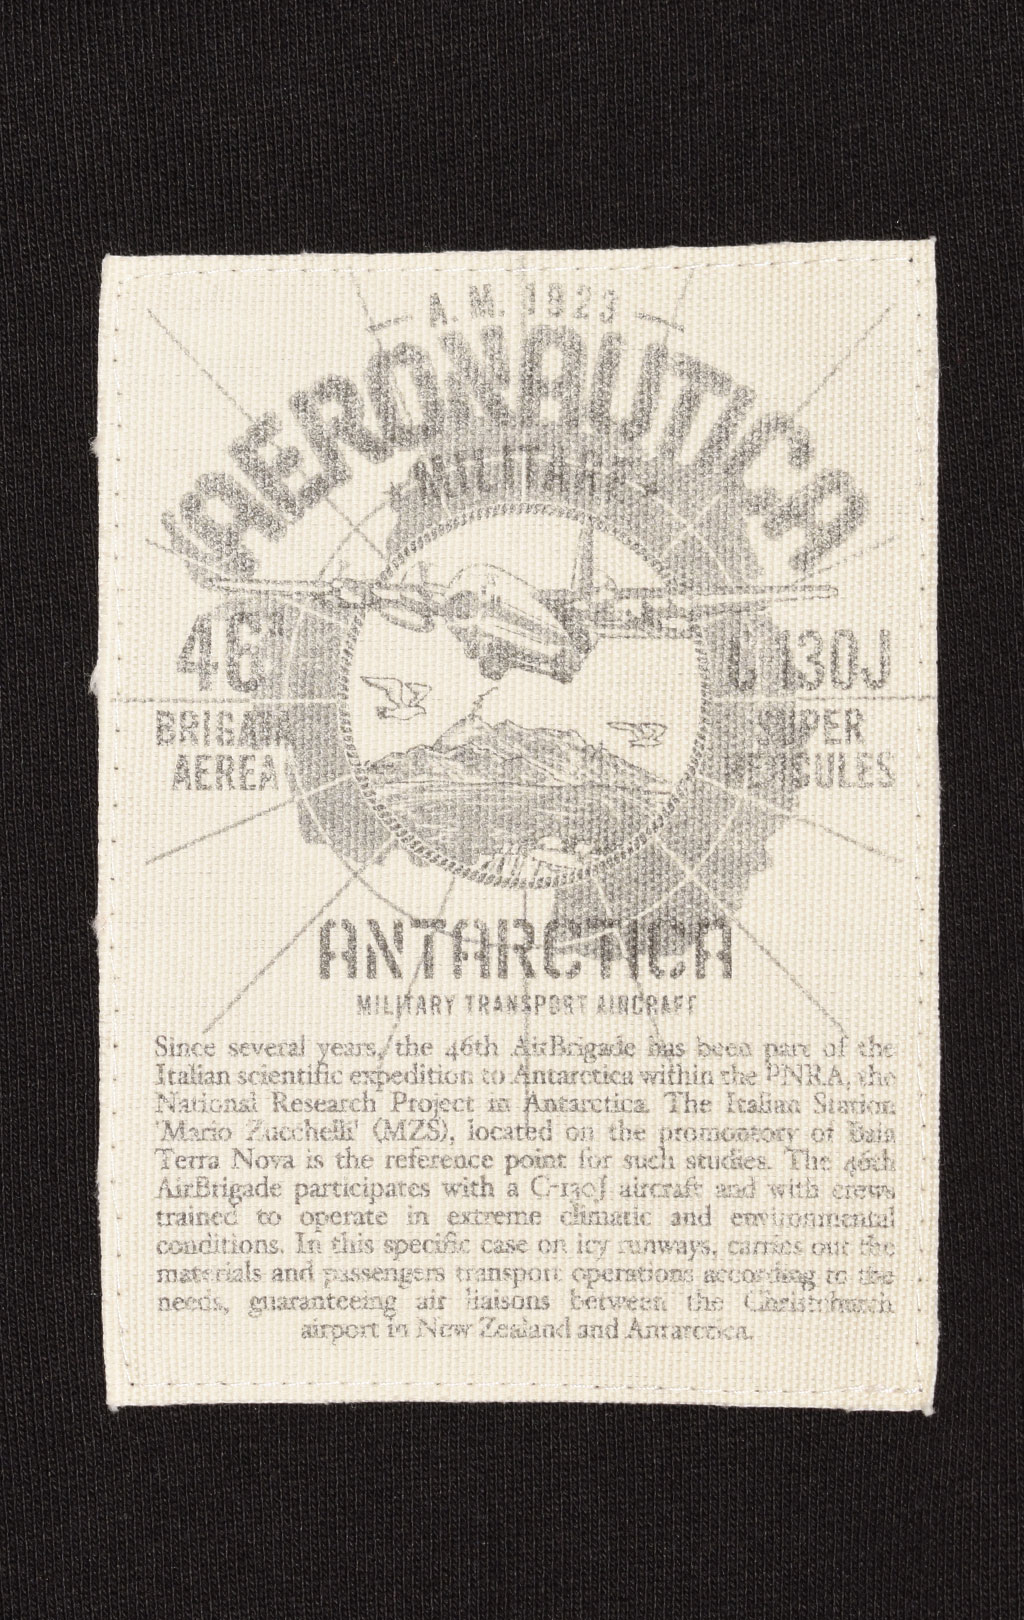 A. M. 1923
AERONAUTICA
MILITARE
46ª
BRIGATA
AEREA
C 130J
SUPER
HERCULES
ANTARCTICA
MILITARY TRANSPORT AIRCRAFT
Since several years, the 46th AirBrigade has been part of the
Italian scientific expedition to Antarctica within the PNRA, the
National Research Project in Antarctica. The Italian Station
'Mario Zucchelli' (MZS), located on the promontory of Baia
Terra Nova is the reference point for such studies. The 46th
AirBrigade participates with a C-130J aircraft and with crews
trained to operate in extreme climatic and environmental
conditions. In this specific case on icy runways, carries out the
materials and passengers transport operations according to the
needs, guaranteeing air liaisons between the Christchurch
airport in New Zealand and Antarctica.